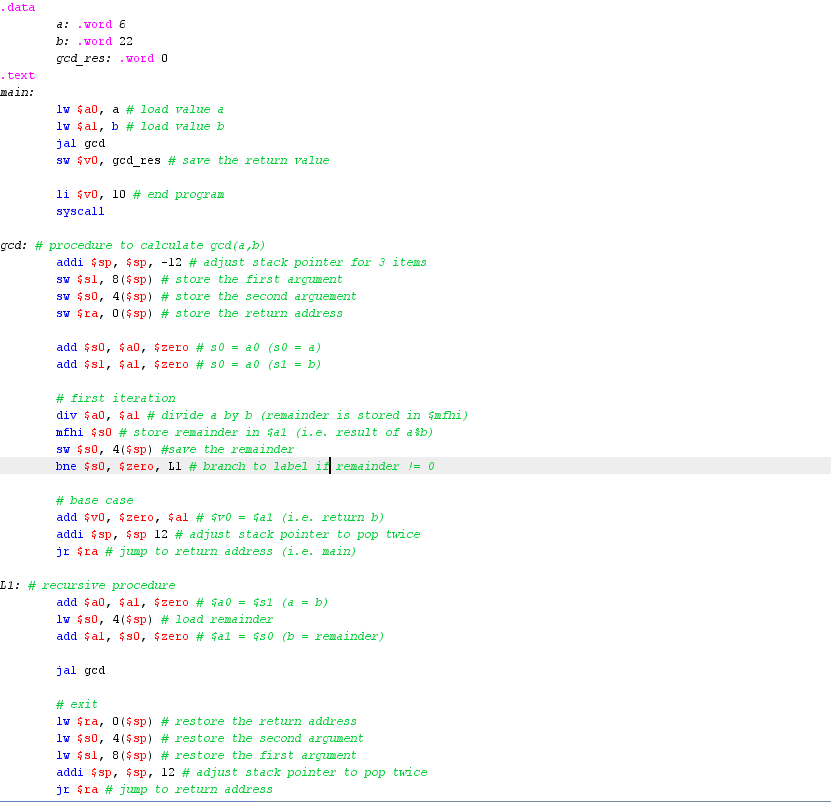 .data
a: .word 6
b: .word 22
gcd_res: .word 0
.text
main:
lw $a0, a # load value a
lw $a1, b # load value b
jal gcd
sw $v0, gcd_res # save the return value
li $v0, 10 # end program
syscall
gcd: # procedure to calculate gcd(a,b)
addi $sp, $sp, -12 # adjust stack pointer for 3 items
sw $s1, 8($sp) # store the first argument
sw $s0, 4($sp) # store the second arguement
sw $ra, 0($sp) # store the return address
add $s0, $a0, $zero # s0 = a0 (s0 = a)
add $s1, $a1, $zero # s0 = a0 (s1 = b)
# first iteration
div $a0, $a1 # divide a by b (remainder is stored in $mfhi)
mfhi $s0 # store remainder in $a1 (i.e. result of a%b)
sw $s0, 4($sp) #save the remainder
bne $s0, $zero, L1 # branch to label if remainder != 0
# base case
add $v0, $zero, $a1 # $v0 = $a1 (i.e. return b)
addi $sp, $sp 12 # adjust stack pointer to pop twice
jr $ra # jump to return address (i.e. main)
L1: # recursive procedure
add $a0, $a1, $zero # $a0 = $s1 (a = b)
lw $s0, 4($sp) # load remainder
add $a1, $s0, $zero # $a1 = $s0 (b = remainder)
jal gcd
# exit
lw $ra, 0($sp) # restore the return address
lw $s0, 4($sp) # restore the second argument
lw $s1, 8($sp) # restore the first argument
addi $sp, $sp, 12 # adjust stack pointer to pop twice
jr $ra # jump to return address